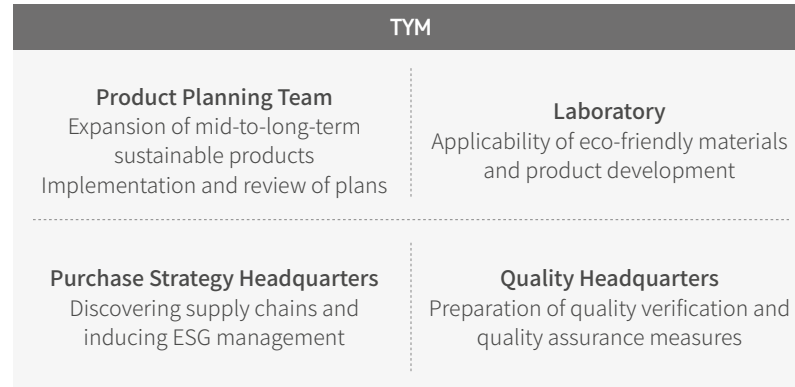 TYM
Product Planning Team
Expansion of mid-to-long-term
sustainable products
Implementation and review of plans
Laboratory
Applicability of eco-friendly materials
and product development
Purchase Strategy Headquarters
Discovering supply chains and
inducing ESG management
Quality Headquarters
Preparation of quality verification and
quality assurance measures